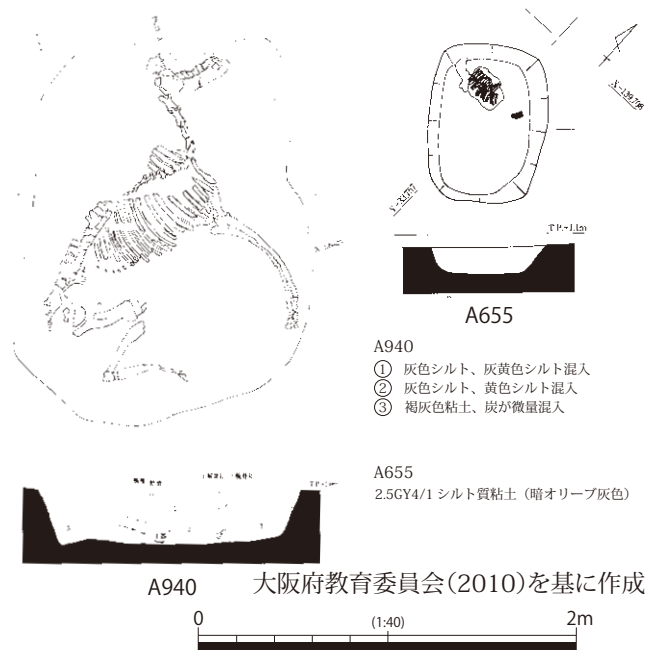 A655
A940
① 灰色シルト、灰黄色シルト混入
② 灰色シルト、黄色シルト混入
③ 褐灰色粘土、炭が微量混入
A655
2.5GY4/1 シルト質粘土（暗オリーブ灰色）
A940
大阪府教育委員会（2010）を基に作成
0 (1:40) 2m